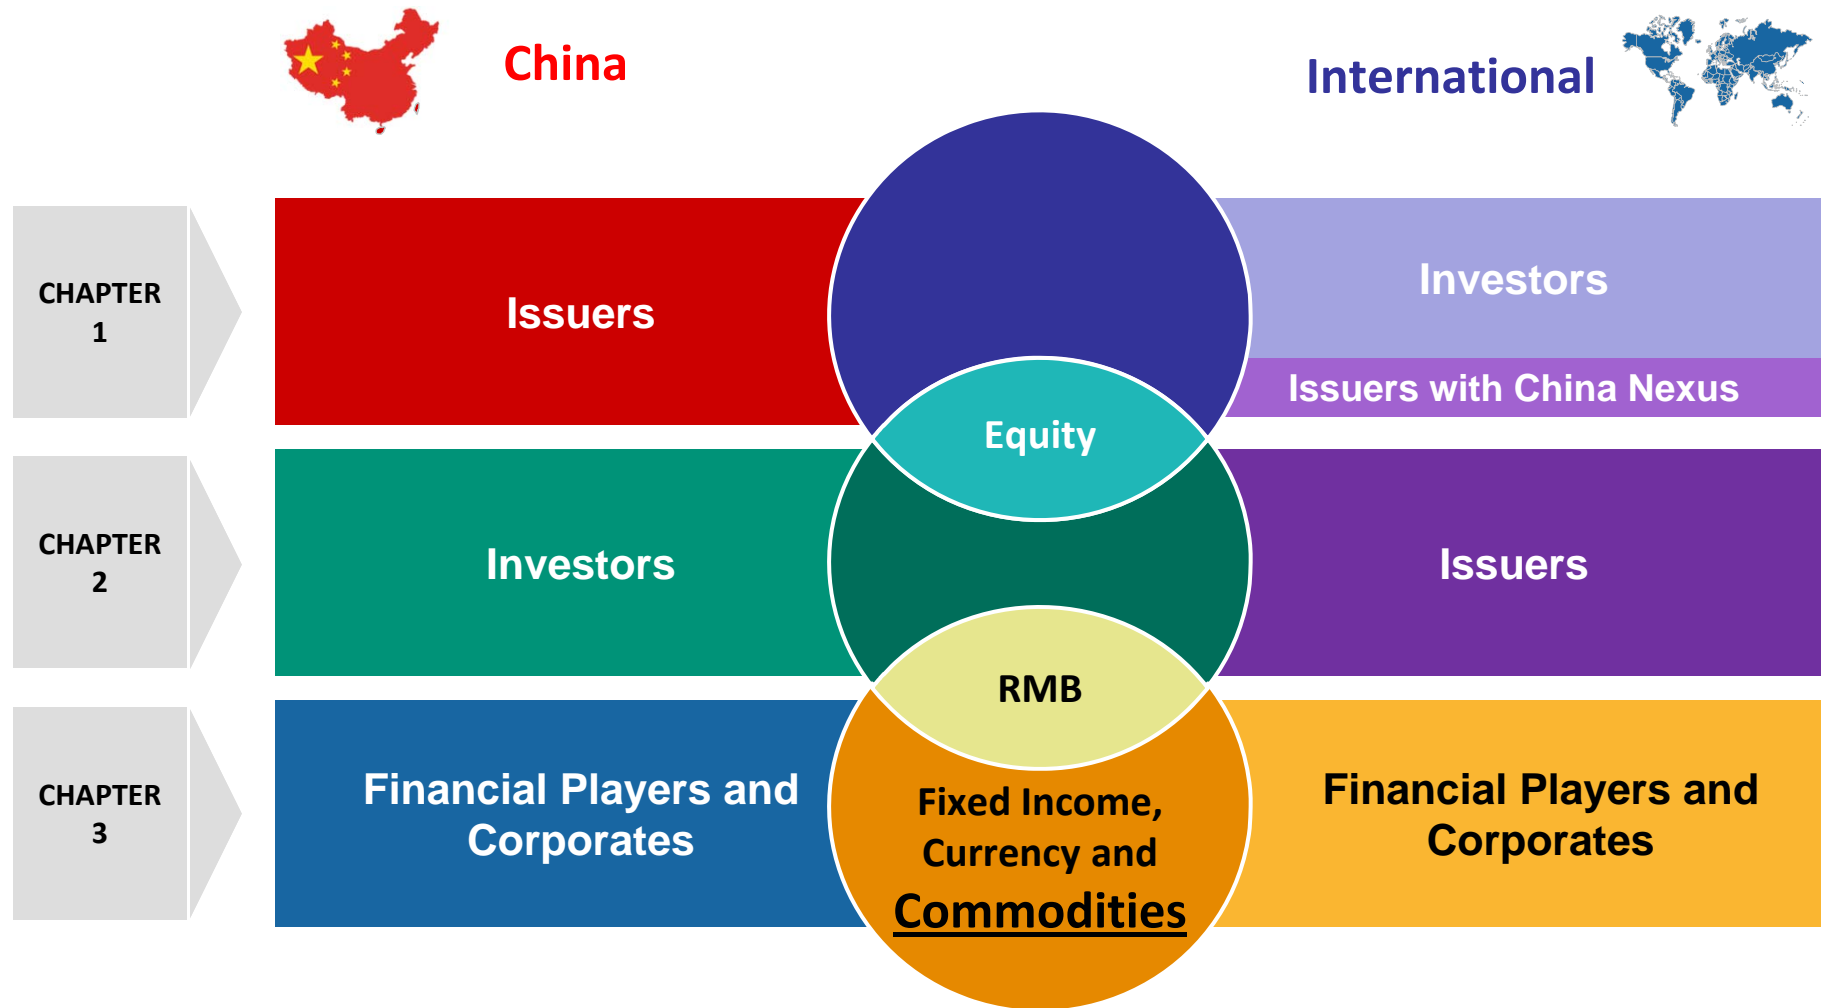 China
International
CHAPTER
1
Issuers
Investors
Issuers with China Nexus
Equity
CHAPTER
2
Investors
Issuers
RMB
CHAPTER
3
Financial Players and
Corporates
Fixed Income,
Currency and
Commodities
Financial Players and
Corporates